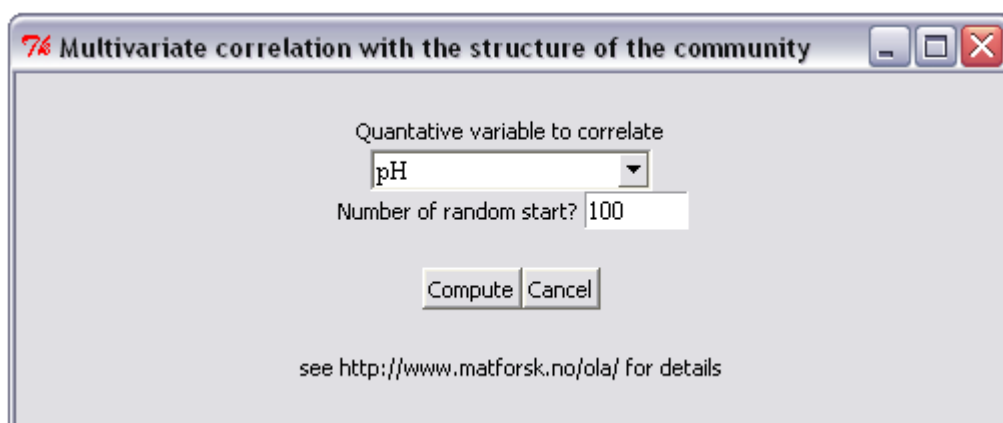 Multivariate correlation with the structure of the community
Quantative variable to correlate
pH
Number of random start? 100
Compute Cancel
see http://www.matforsk.no/ola/ for details